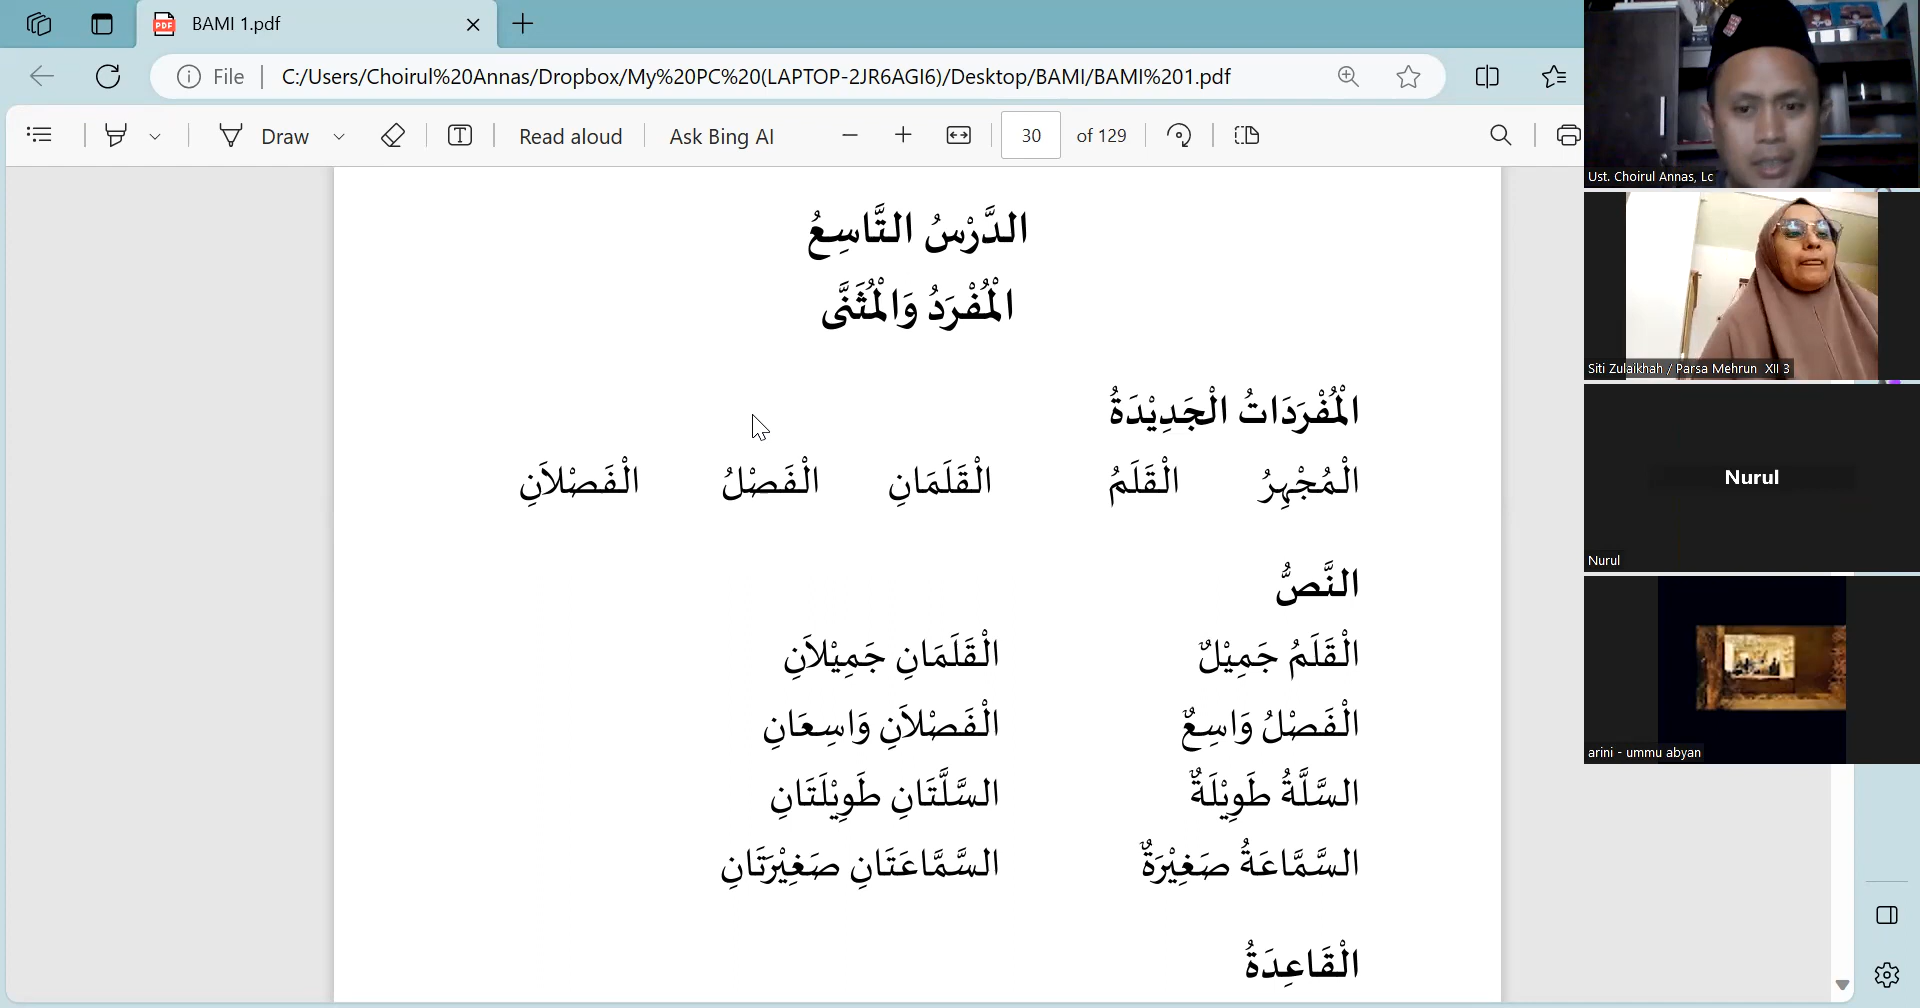 BAMI 1.pdf
File
C:/Users/Choirul%20Annas/Dropbox/My%20PC%20(LAPTOP-2JR6AGI6)/Desktop/BAMI/BAMI%201.pdf
Draw
Read aloud
Ask Bing AI
30 of 129
الدَّرْسُ التَّاسِعُ
الْمُفْرَدُ وَالْمُثَنَّى
الْمُفْرَدَاتُ الْجَدِيْدَةُ
الْمُجْهِرُ الْقَلَمُ الْقَلَمَانِ الْفَصْلُ الْفَصْلاَنِ
النَّصُّ
الْقَلَمُ جَمِيْلٌ الْقَلَمَانِ جَمِيْلاَنِ
الْفَصْلُ وَاسِعٌ الْفَصْلاَنِ وَاسِعَانِ
السَّلَّةُ طَوِيْلَةٌ السَّلَّتَانِ طَوِيْلَتَانِ
السَّمَّاعَةُ صَغِيْرَةٌ السَّمَّاعَتَانِ صَغِيْرَتَانِ
الْقَاعِدَةُ
Ust. Choirul Annas, Lc
Siti Zulaikhah / Parsa Mehrun XII 3
Nurul
Nurul
arini - ummu abyan